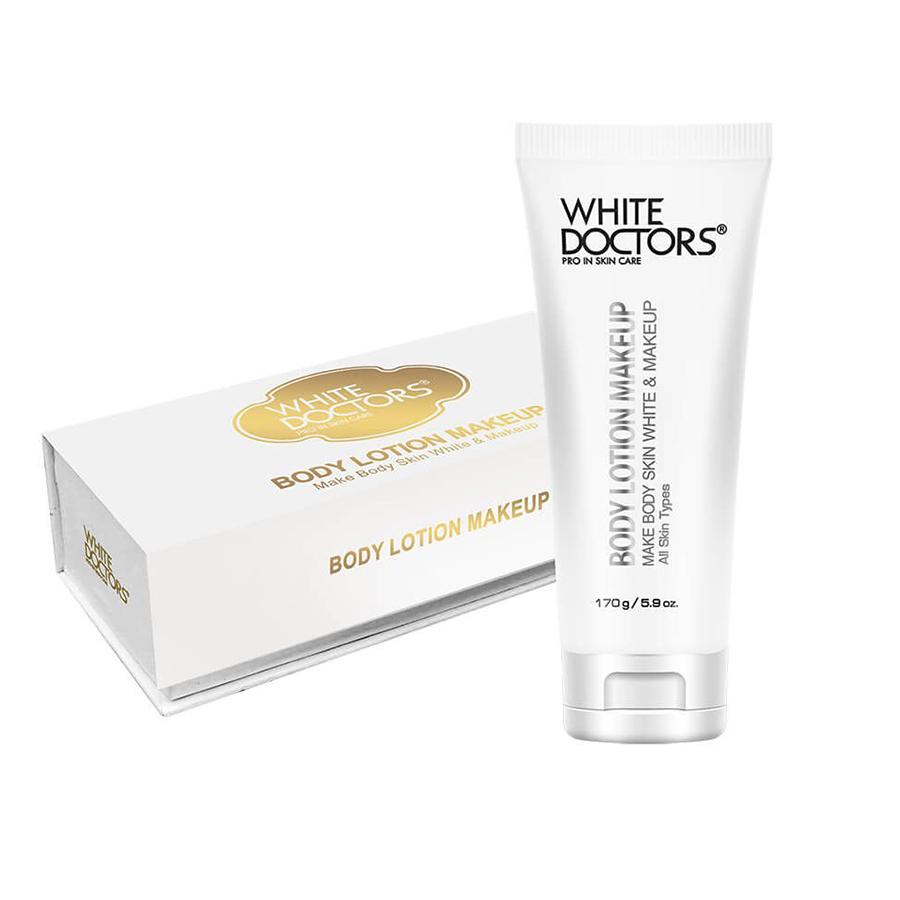 WHITE
DOCTORS®
PRO IN SKIN CARE
BODY LOTION MAKEUP
Make Body Skin White & Makeup
BODY LOTION MAKEUP
WHITE
DOCTORS®
WHITE
DOCTORS®
PRO IN SKIN CARE
BODY LOTION MAKEUP
MAKE BODY SKIN WHITE & MAKEUP
All Skin Types
170g/5.9oz.